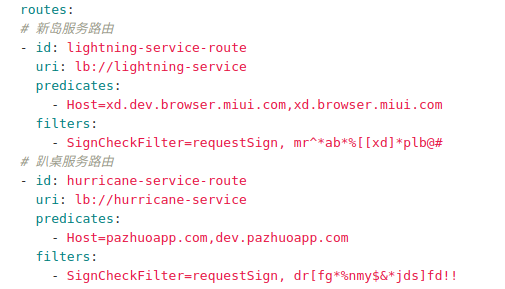 routes:
# 新岛服务路由
- id: lightning-service-route
uri: lb://lightning-service
predicates:
- Host=xd.dev.browser.miui.com,xd.browser.miui.com
filters:
- SignCheckFilter=requestSign, mr^*ab*%[[xd]*plb@#
# 趴桌服务路由
- id: hurricane-service-route
uri: lb://hurricane-service
predicates:
- Host=pazhuoapp.com,dev.pazhuoapp.com
filters:
- SignCheckFilter=requestSign, dr[fg*%nmy$&*jds]fd!!